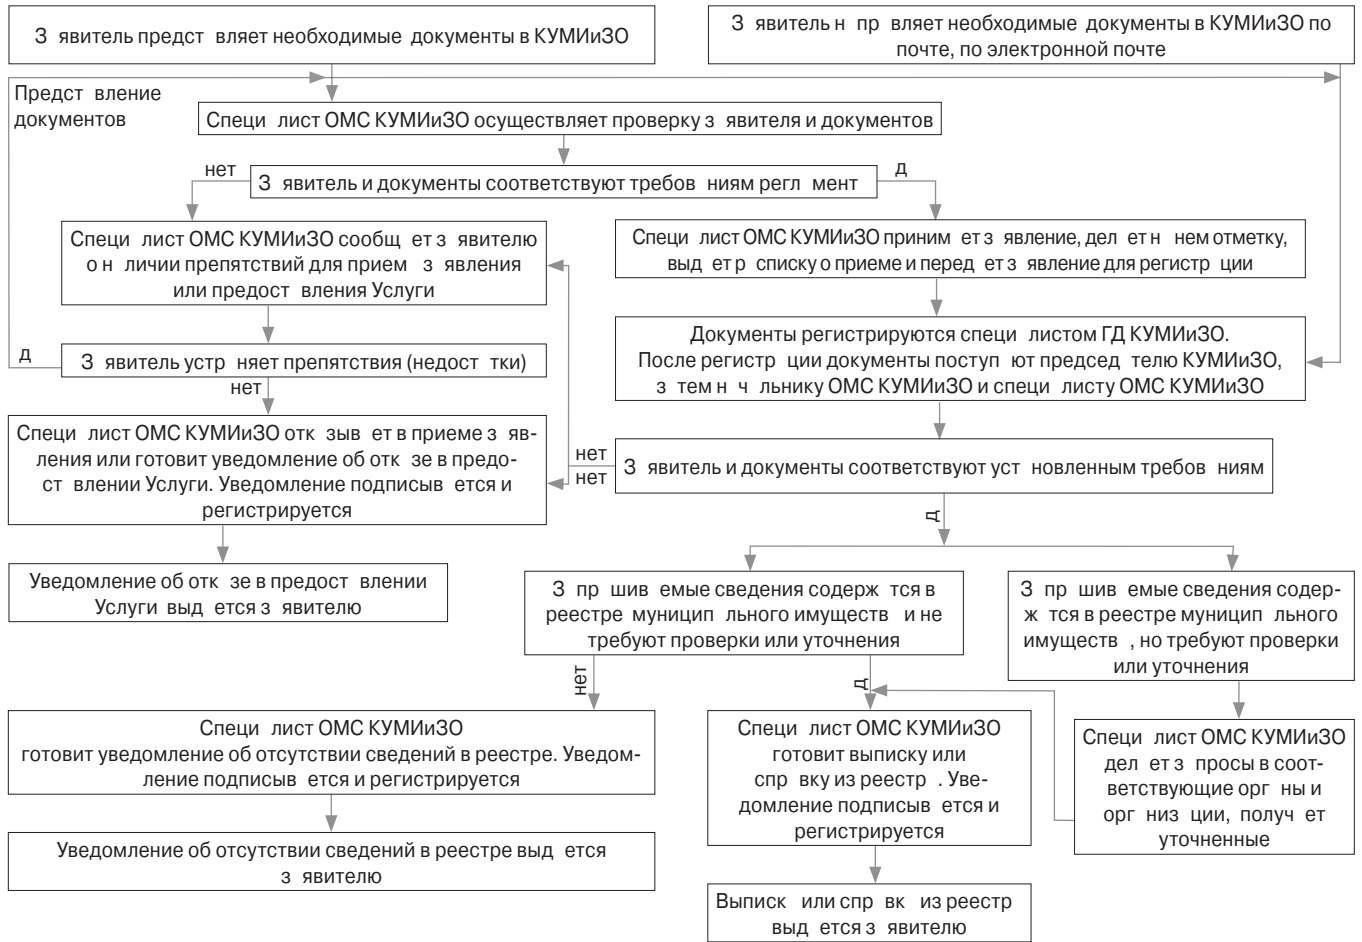 З явитель предст вляет необходимые документы в КУМИиЗО
З явитель н пр вляет необходимые документы в КУМИиЗО по
почте, по электронной почте
Предст вление
документов
Специ лист ОМС КУМИиЗО осуществляет проверку з явителя и документов
нет
З явитель и документы соответствуют требов ниям регл мент
д
Специ лист ОМС КУМИиЗО сообщ ет з явителю
о н личии препятствий для прием з явления
или предост вления Услуги
Специ лист ОМС КУМИиЗО приним ет з явление, дел ет н нем отметку,
выд ет р списку о приеме и перед ет з явление для регистр ции
д
З явитель устр няет препятствия (недост тки)
нет
Документы регистрируются специ листом ГД КУМИиЗО.
После регистр ции документы поступ ют председ телю КУМИиЗО,
з тем н ч льнику ОМС КУМИиЗО и специ листу ОМС КУМИиЗО
Специ лист ОМС КУМИиЗО отк зыв ет в приеме з яв-
ления или готовит уведомление об отк зе в предо-
ст влении Услуги. Уведомление подписыв ется и
регистрируется
нет
нет
З явитель и документы соответствуют уст новленным требов ниям
д
Уведомление об отк зе в предост влении
Услуги выд ется з явителю
З пр шив емые сведения содерж тся в
реестре муницип льного имуществ и не
требуют проверки или уточнения
З пр шив емые сведения содер-
ж тся в реестре муницип льного
имуществ , но требуют проверки
или уточнения
нет
д
Специ лист ОМС КУМИиЗО
готовит уведомление об отсутствии сведений в реестре. Уведом-
ление подписыв ется и регистрируется
Специ лист ОМС КУМИиЗО
готовит выписку или
спр вку из реестр . Уве-
домление подписыв ется и
регистрируется
Специ лист ОМС КУМИиЗО
дел ет з просы в соот-
ветствующие орг ны и
орг низ ции, получ ет
уточненные
Уведомление об отсутствии сведений в реестре выд ется
з явителю
Выписк или спр вк из реестр
выд ется з явителю